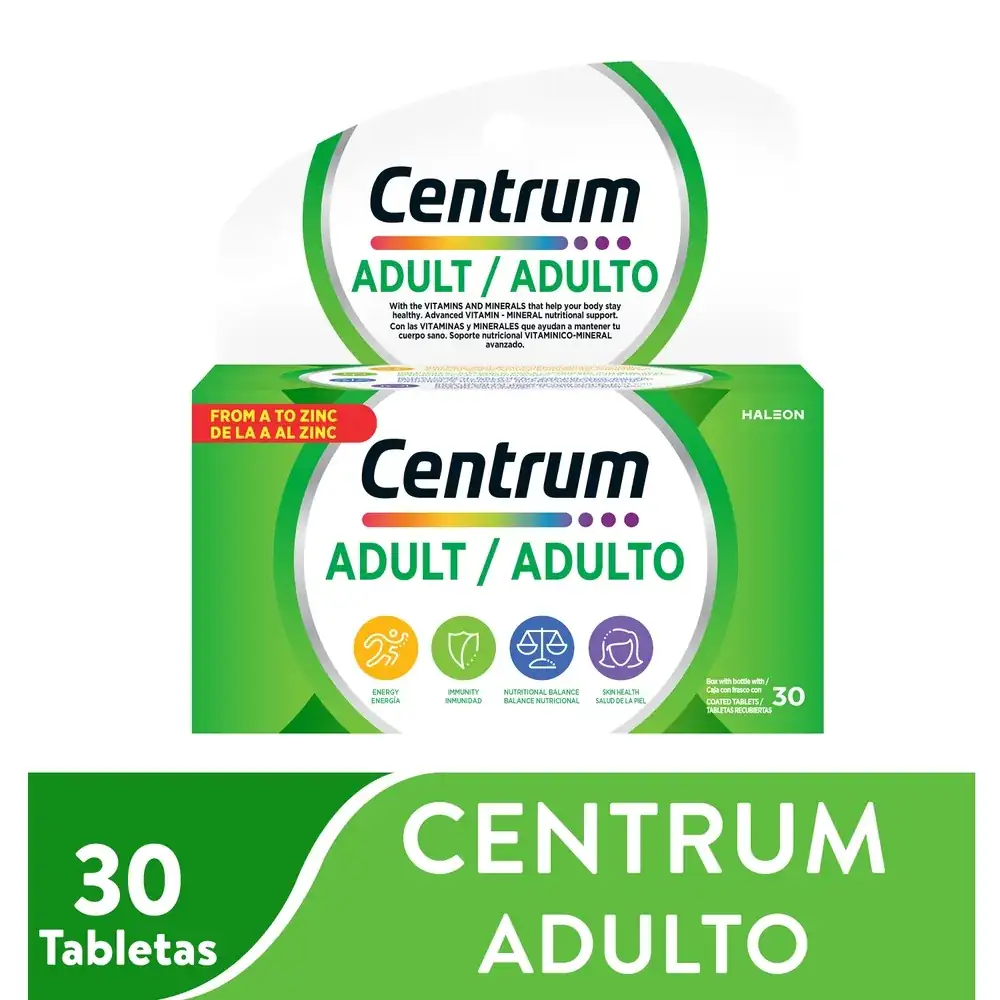 Centrum
ADULT / ADULTO
With the VITAMINS AND MINERALS that help your body stay
healthy. Advanced VITAMIN - MINERAL nutritional support.
Con las VITAMINAS y MINERALES que ayudan a mantener tu
cuerpo sano. Soporte nutricional VITAMINICO-MINERAL
avanzado.
FROM A TO ZINC
DE LA A AL ZINC
HALEON
Centrum
ADULT / ADULTO
ENERGY
ENERGÍA
IMMUNITY
INMUNIDAD
NUTRITIONAL BALANCE
BALANCE NUTRICIONAL
SKIN HEALTH
SALUD DE LA PIEL
Box with bottle with /
Caja con frasco con
COATED TABLETS /
TABLETAS RECUBIERTAS
30
30
Tabletas
CENTRUM
ADULTO